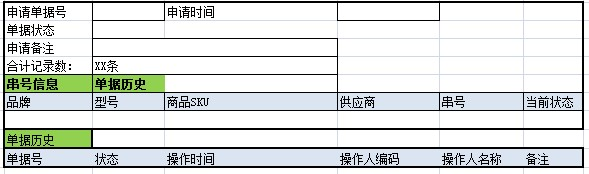 申请单据号 申请时间
单据状态
申请备注
合计记录数： XX条
串号信息 单据历史
品牌 型号 商品SKU 供应商 串号 当前状态
单据历史
单据号 状态 操作时间 操作人编码 操作人名称 备注